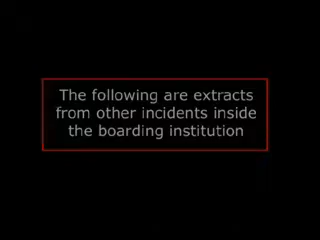 The following are extracts
from other incidents inside
the boarding institution